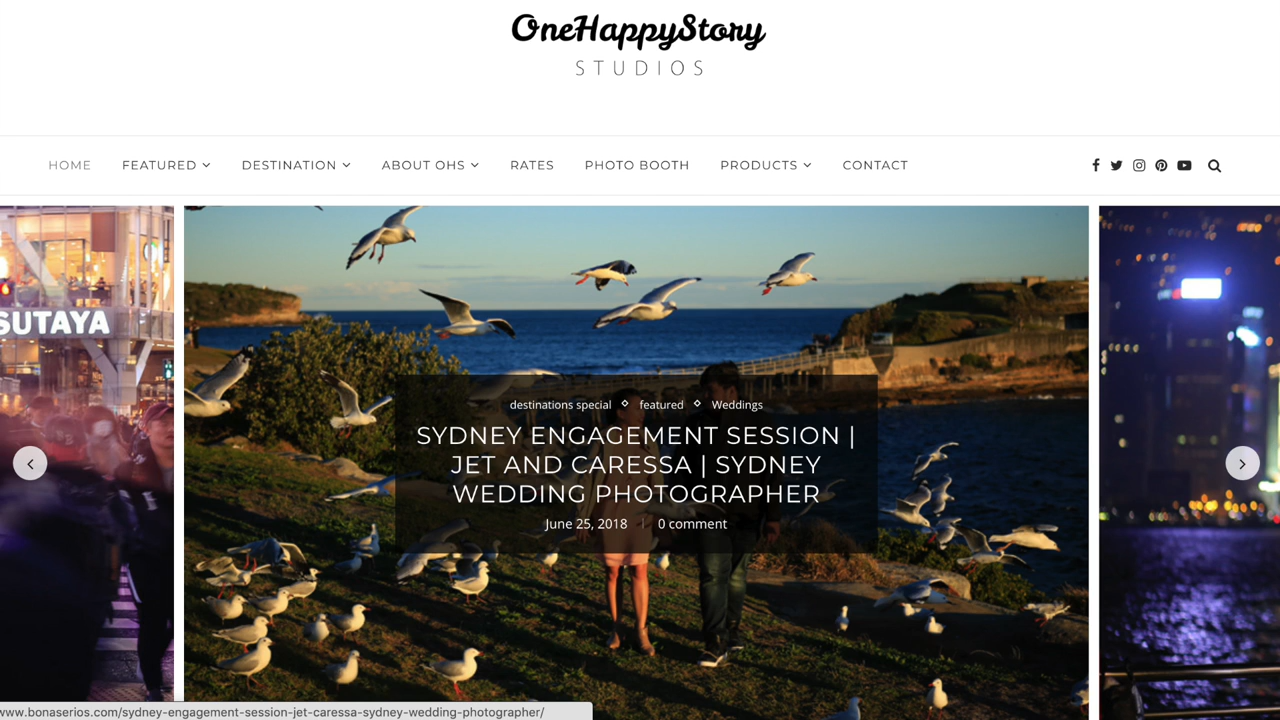 OneHappyStory
STUDIOS
HOME FEATURED DESTINATION ABOUT OHS RATES PHOTO BOOTH PRODUCTS CONTACT
SUTAYA
destinations special ◇ featured ◇ Weddings
SYDNEY ENGAGEMENT SESSION |
JET AND CARESSA | SYDNEY
WEDDING PHOTOGRAPHER
June 25, 2018 | 0 comment
www.bonaserios.com/sydney-engagement-session-jet-caressa-sydney-wedding-photographer/